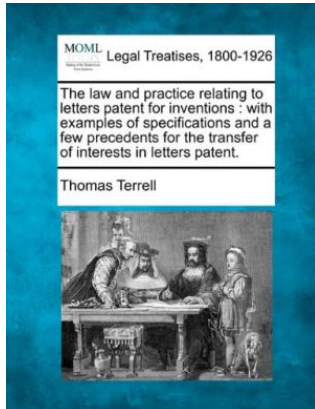 MOML
Legal Treatises, 1800-1926
The law and practice relating to
letters patent for inventions : with
examples of specifications and a
few precedents for the transfer
of interests in letters patent.
Thomas Terrell